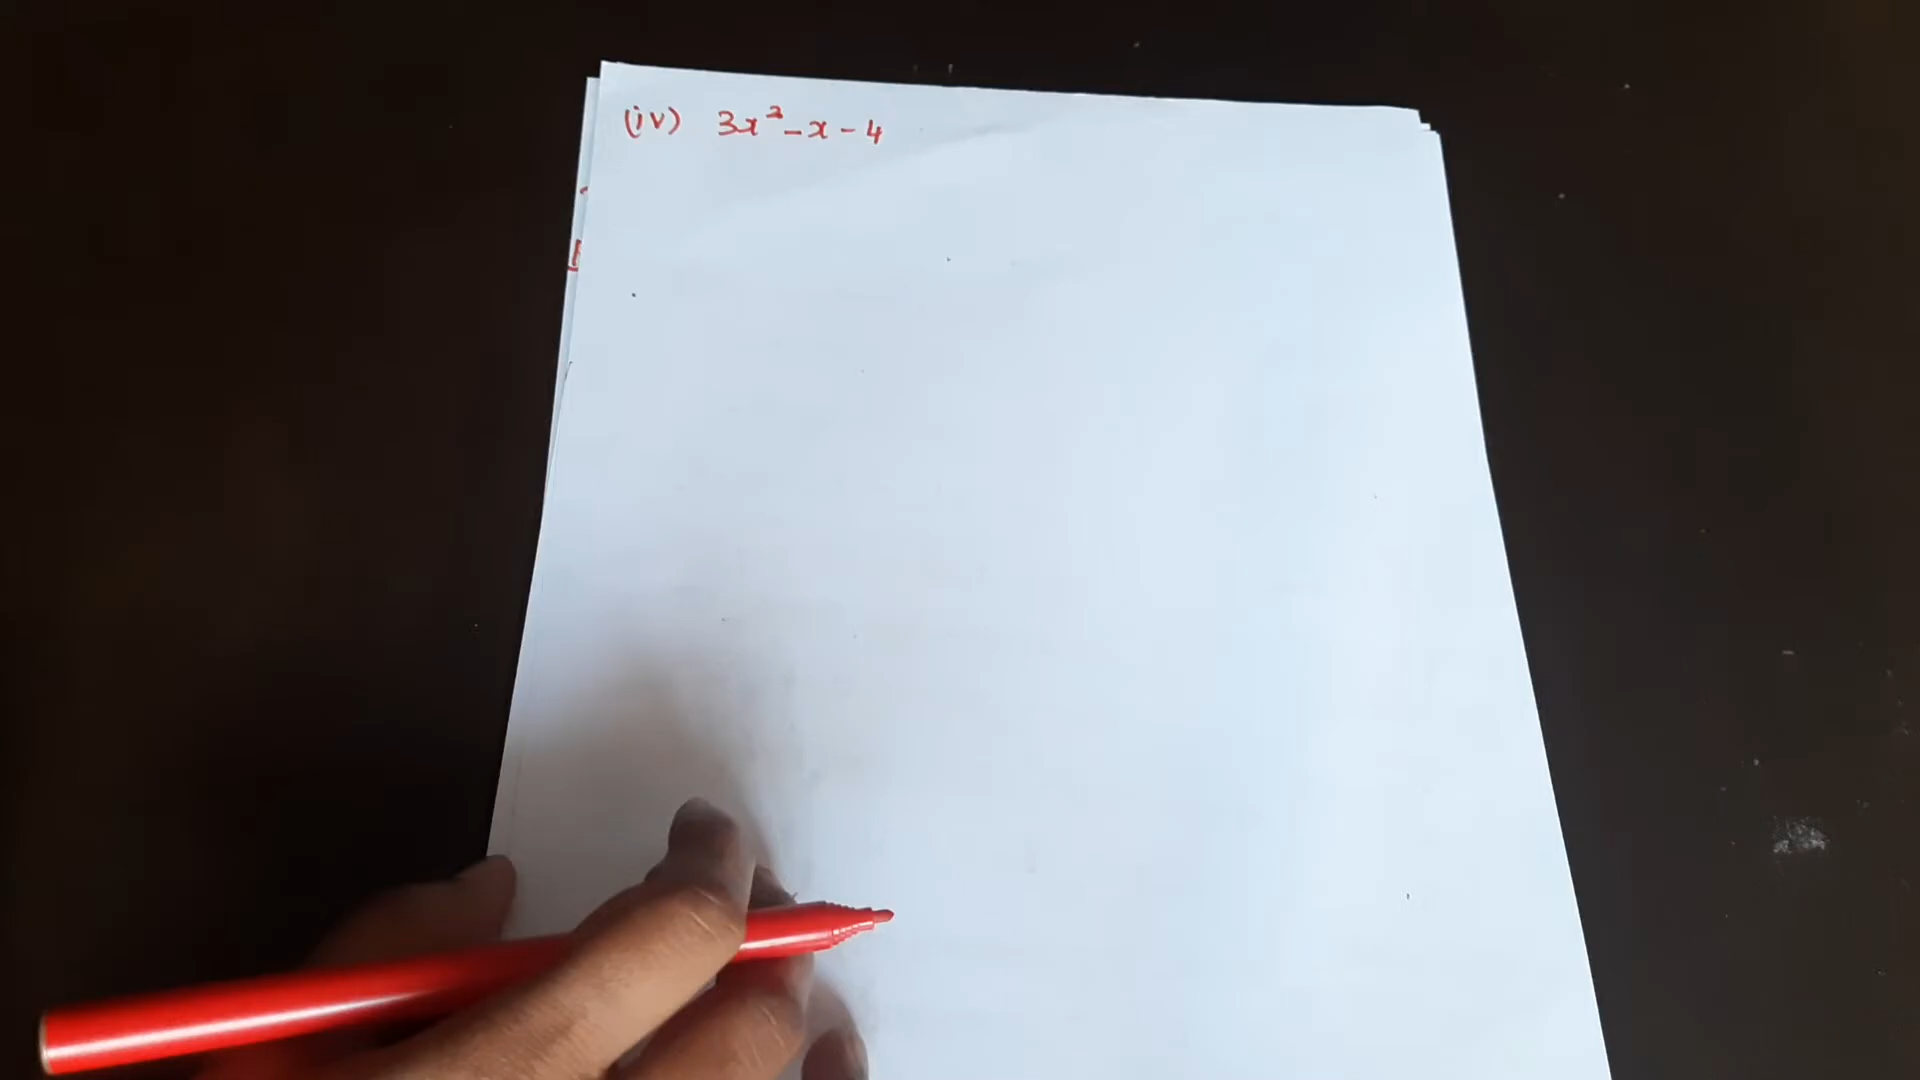 (iv) 3x² - x - 4